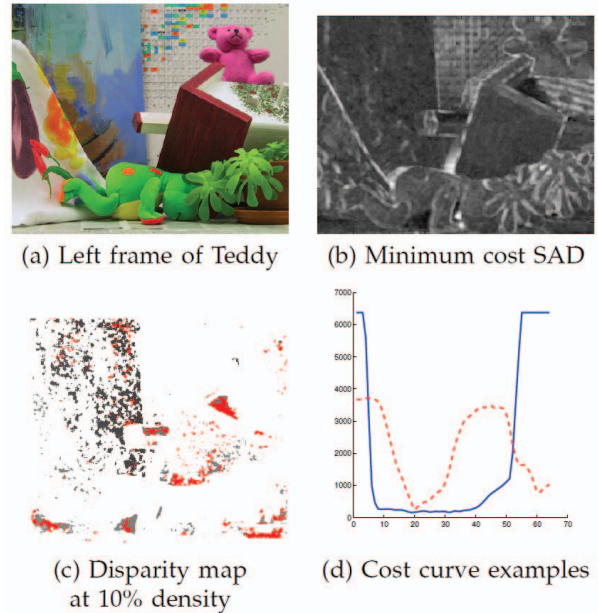 (a) Left frame of Teddy
(b) Minimum cost SAD
(c) Disparity map
at 10% density
7000
6000
5000
4000
3000
2000
1000
0
0 10 20 30 40 50 60 70
(d) Cost curve examples